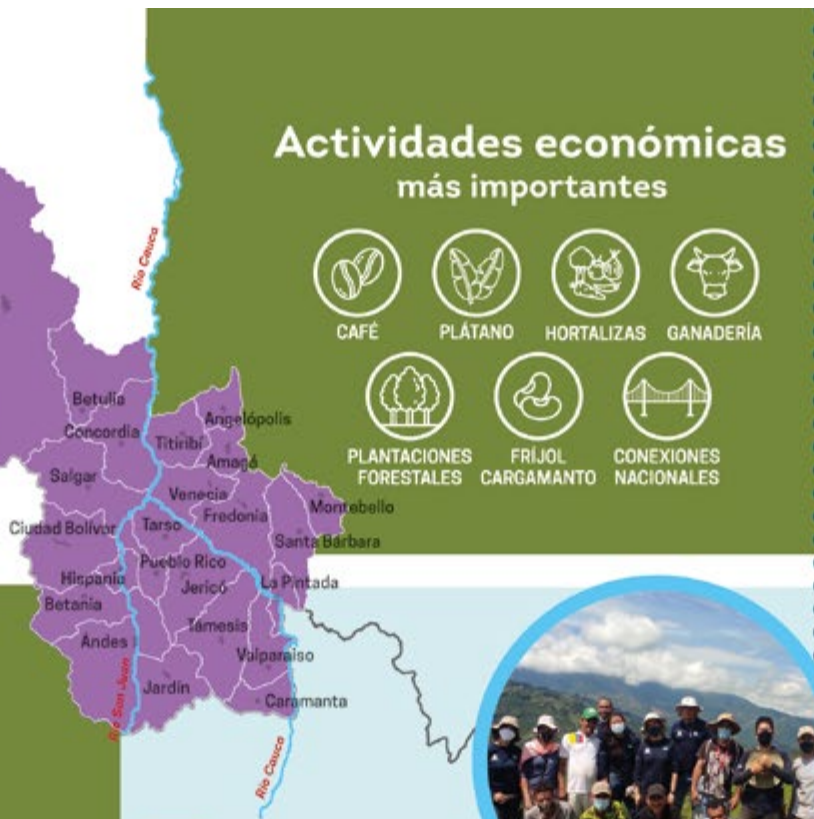 Actividades económicas
más importantes
CAFÉ
PLÁTANO
HORTALIZAS
GANADERÍA
PLANTACIONES
FORESTALES
FRÍJOL
CARGAMANTO
CONEXIONES
NACIONALES
Río Cauca
Betulia
Angelópolis
Concordia
Titiribí
Amagá
Salgar
Venecia
Fredonia
Montebello
Ciudad Bolívar
Tarso
Santa Bárbara
Pueblo Rico
Hispania
Jericó
La Pintada
Betania
Támesis
Andes
Valparaiso
Río San Juan
Jardín
Caramanta
Río Cauca